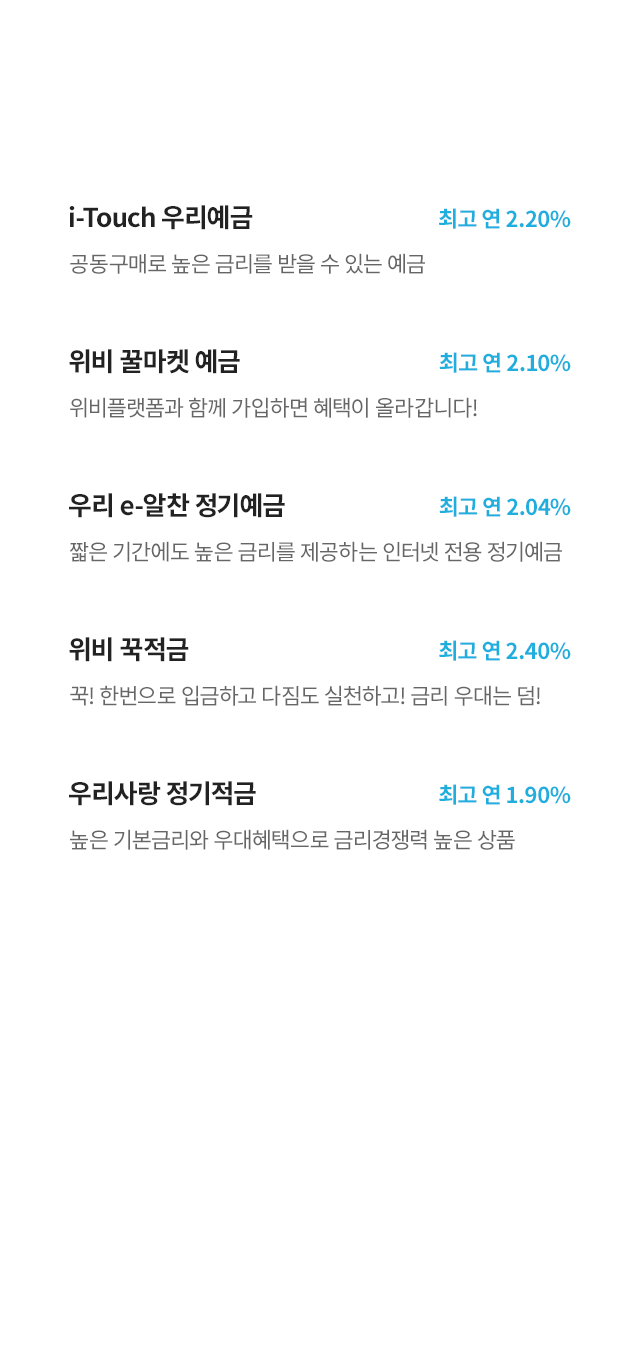 i-Touch 우리예금 최고 연 2.20%
공동구매로 높은 금리를 받을 수 있는 예금
위비 꿀마켓 예금 최고 연 2.10%
위비플랫폼과 함께 가입하면 혜택이 올라갑니다!
우리 e-알찬 정기예금 최고 연 2.04%
짧은 기간에도 높은 금리를 제공하는 인터넷 전용 정기예금
위비 꾹적금 최고 연 2.40%
꾹! 한번으로 입금하고 다짐도 실천하고! 금리 우대는 덤!
우리사랑 정기적금 최고 연 1.90%
높은 기본금리와 우대혜택으로 금리경쟁력 높은 상품